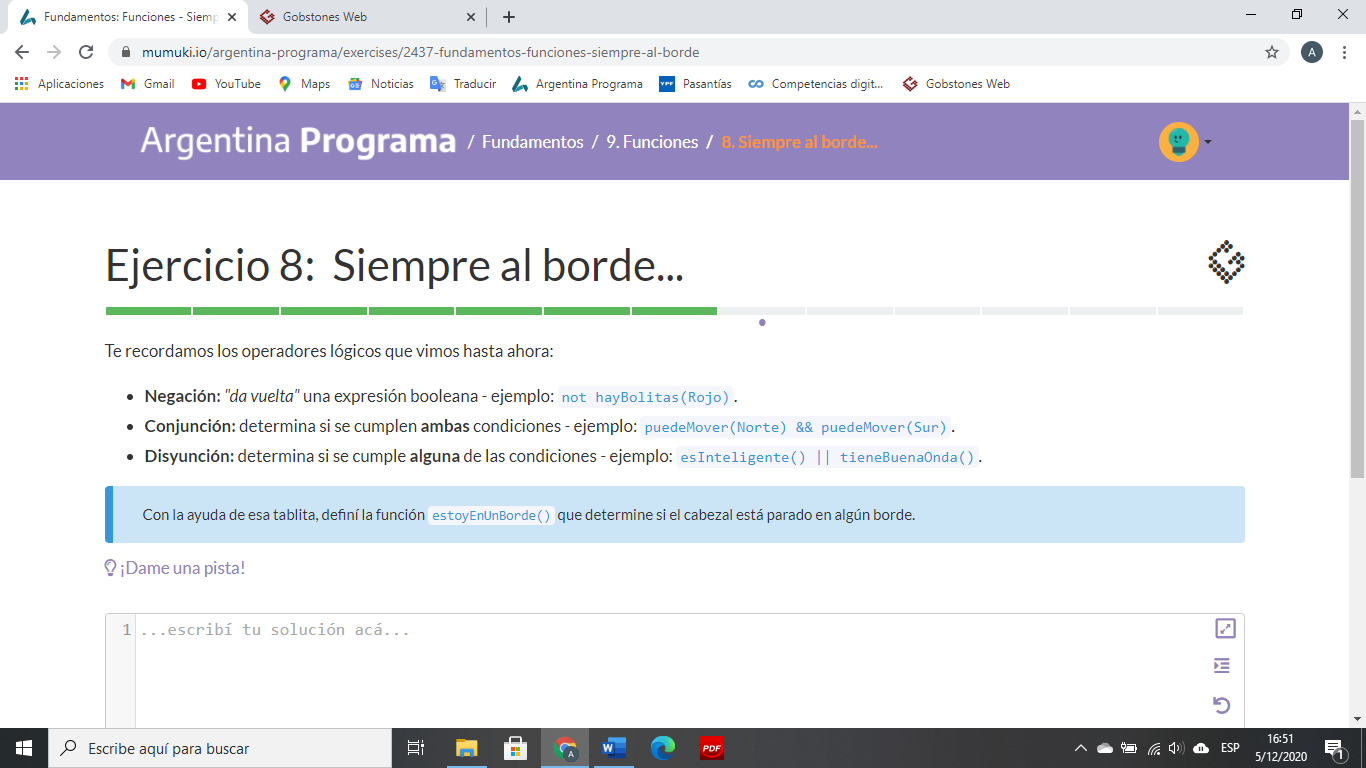 Fundamentos: Funciones - Siemp
Gobstones Web
mumuki.io/argentina-programa/exercises/2437-fundamentos-funciones-siempre-al-borde
A
Aplicaciones Gmail YouTube Maps Noticias Traducir Argentina Programa YPF Pasantías Competencias digit... Gobstones Web
Argentina Programa / Fundamentos / 9. Funciones / 8. Siempre al borde...
Ejercicio 8: Siempre al borde...
Te recordamos los operadores lógicos que vimos hasta ahora:
• Negación: "da vuelta" una expresión booleana - ejemplo: not hayBolitas(Rojo).
• Conjunción: determina si se cumplen ambas condiciones - ejemplo: puedeMover(Norte) && puedeMover(Sur).
• Disyunción: determina si se cumple alguna de las condiciones - ejemplo: esInteligente() || tieneBuenaOnda().
Con la ayuda de esa tablita, definí la función estoyEnUnBorde() que determine si el cabezal está parado en algún borde.
¡Dame una pista!
1 ...escribí tu solución acá...
Escribe aquí para buscar
A
W
PDF
ESP
16:51
5/12/2020
1